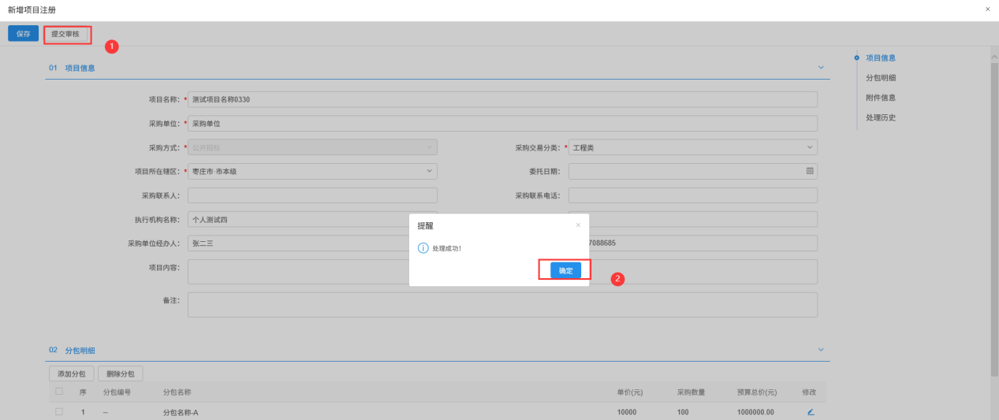 新增项目注册 ×
保存 提交审核
1
01 项目信息
项目信息
分包明细
附件信息
处理历史
项目名称: * 测试项目名称0330
采购单位: * 采购单位
采购方式: * 公开招标 采购交易分类: * 工程类
项目所在辖区: * 枣庄市·市本级 委托日期:
采购联系人: 采购联系电话:
执行机构名称: 个人测试四
提醒 ×
处理成功!
确定
2
采购单位经办人: 张二三 7088685
项目内容:
备注:
02 分包明细
添加分包 删除分包
序 分包编号 分包名称 单价(元) 采购数量 预算总价(元) 修改
1 -- 分包名称-A 10000 100 1000000.00